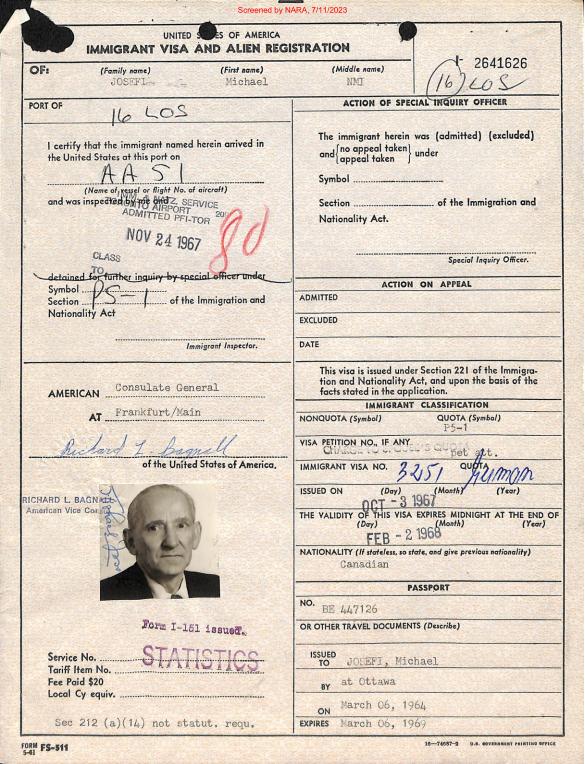 Screened by NARA, 7/11/2023
UNITED STATES OF AMERICA
IMMIGRANT VISA AND ALIEN REGISTRATION
OF:
(Family name) (First name) (Middle name)
JOSEFI Michael NMI
I- 2641626
(16) LOS
PORT OF
16 LOS
I certify that the immigrant named herein arrived in
the United States at this port on
AA 51
(Name of vessel or flight No. of aircraft)
and was inspected by me and
IMM. & NATZ. SERVICE
TORONTO AIRPORT
ADMITTED PFI-TOR
NOV 24 1967
8d
CLASS
TO
detained for further inquiry by special officer under
Symbol
Section P5-1 of the Immigration and
Nationality Act
Immigrant Inspector.
AMERICAN Consulate General
AT Frankfurt/Main
Richard L Bagnall
of the United States of America.
RICHARD L. BAGNALL
American Vice Consul
Form I-151 issued.
STATISTICS
Service No.
Tariff Item No.
Fee Paid $20
Local Cy equiv.
Sec 212 (a)(14) not statut. requ.
FORM
5-61 FS-511
ACTION OF SPECIAL INQUIRY OFFICER
The immigrant herein was (admitted) (excluded)
and {no appeal taken} under
{appeal taken}
Symbol
Section of the Immigration and
Nationality Act.
Special Inquiry Officer.
ACTION ON APPEAL
ADMITTED
EXCLUDED
DATE
This visa is issued under Section 221 of the Immigra-
tion and Nationality Act, and upon the basis of the
facts stated in the application.
IMMIGRANT CLASSIFICATION
NONQUOTA (Symbol) QUOTA (Symbol)
P5-1
VISA PETITION NO., IF ANY
pet att.
IMMIGRANT VISA NO. 3251 QUOTA German
ISSUED ON (Day) (Month) (Year)
OCT -3 1967
THE VALIDITY OF THIS VISA EXPIRES MIDNIGHT AT THE END OF
(Day) (Month) (Year)
FEB -2 1968
NATIONALITY (If stateless, so state, and give previous nationality)
Canadian
PASSPORT
NO. BE 447126
OR OTHER TRAVEL DOCUMENTS (Describe)
ISSUED
TO JOSEFI, Michael
BY at Ottawa
ON March 06, 1964
EXPIRES March 06, 1969
16—74657-2 U.S. GOVERNMENT PRINTING OFFICE